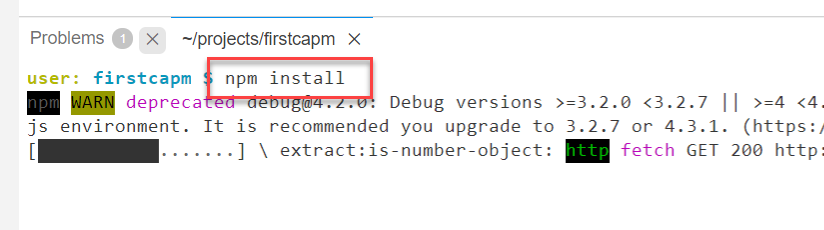 Problems 1 ~/projects/firstcapm
user: firstcapm $ npm install
npm WARN deprecated debug@4.2.0: Debug versions >=3.2.0 <3.2.7 || >=4 <4.
js environment. It is recommended you upgrade to 3.2.7 or 4.3.1. (https:/
[ .......] \ extract:is-number-object: http fetch GET 200 http: